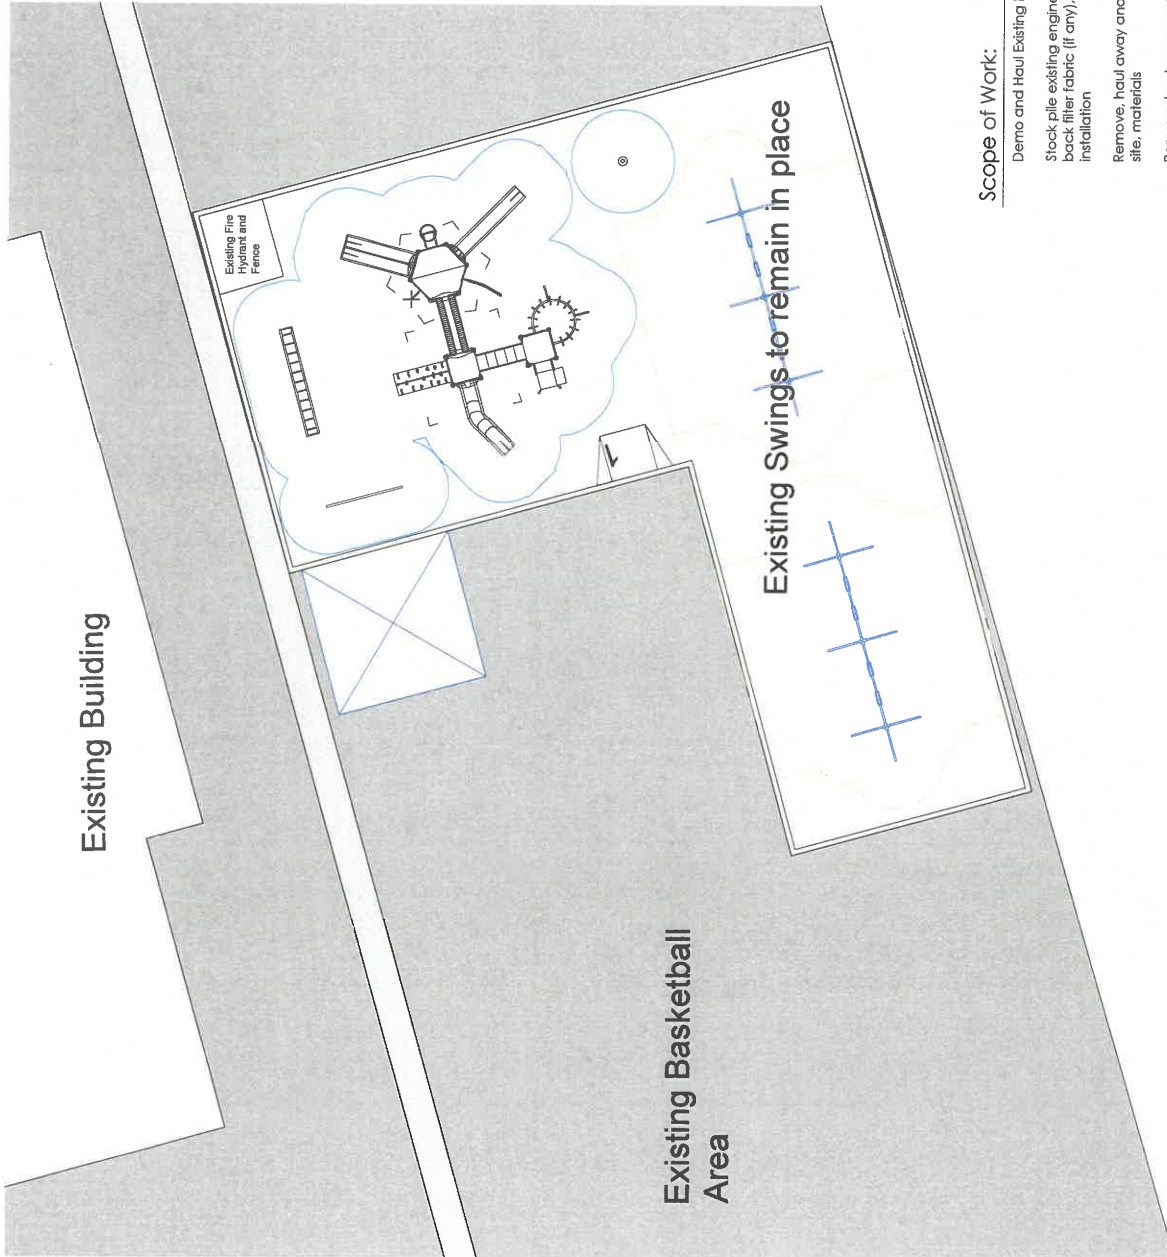 Existing Building
Existing Fire
Hydrant and
Fence
Existing Swings to remain in place
Existing Basketball
Area
Scope of Work:
Demo and Haul Existing
Stock pile existing engine
back filter fabric (if any),
installation
Remove, haul away and
site, materials